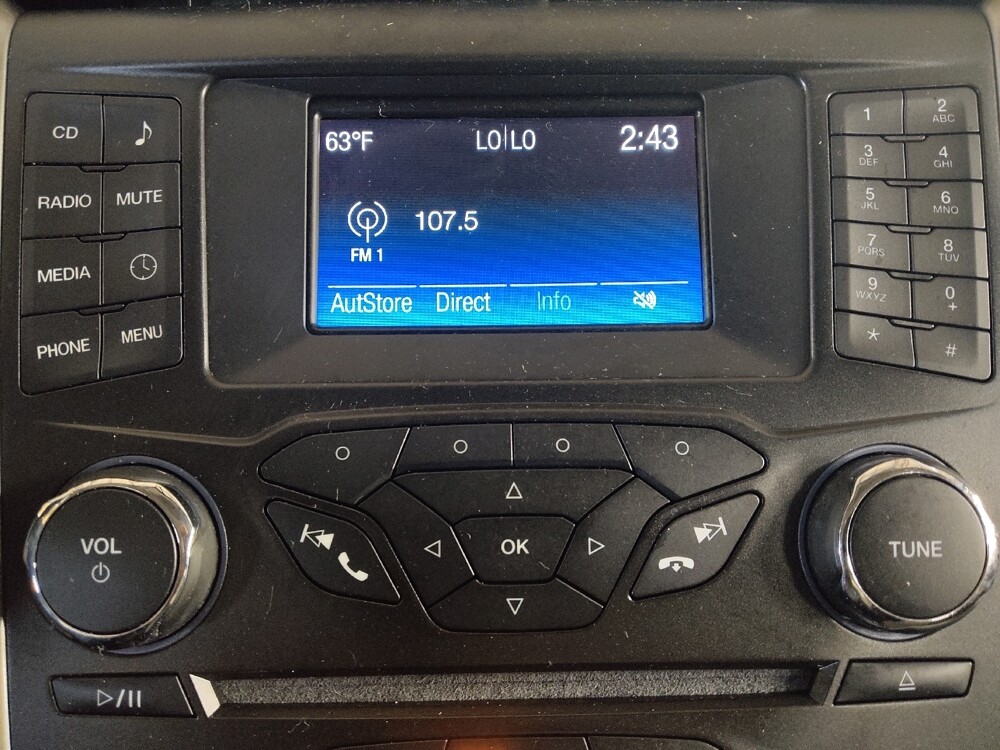 CD
RADIO MUTE
MEDIA
PHONE MENU
63°F LO|LO 2:43
107.5
FM 1
AutStore Direct Info
1 2 ABC
3 DEF 4 GHI
5 JKL 6 MNO
7 PQRS 8 TUV
9 WXYZ 0 +
* #
VOL
OK
TUNE